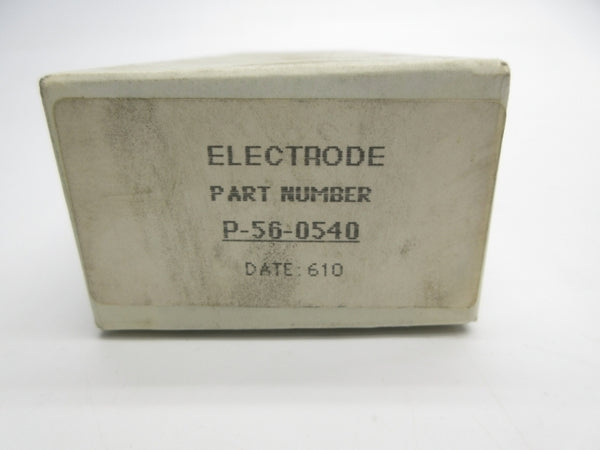 ELECTRODE
PART NUMBER
P-56-0540
DATE: 610